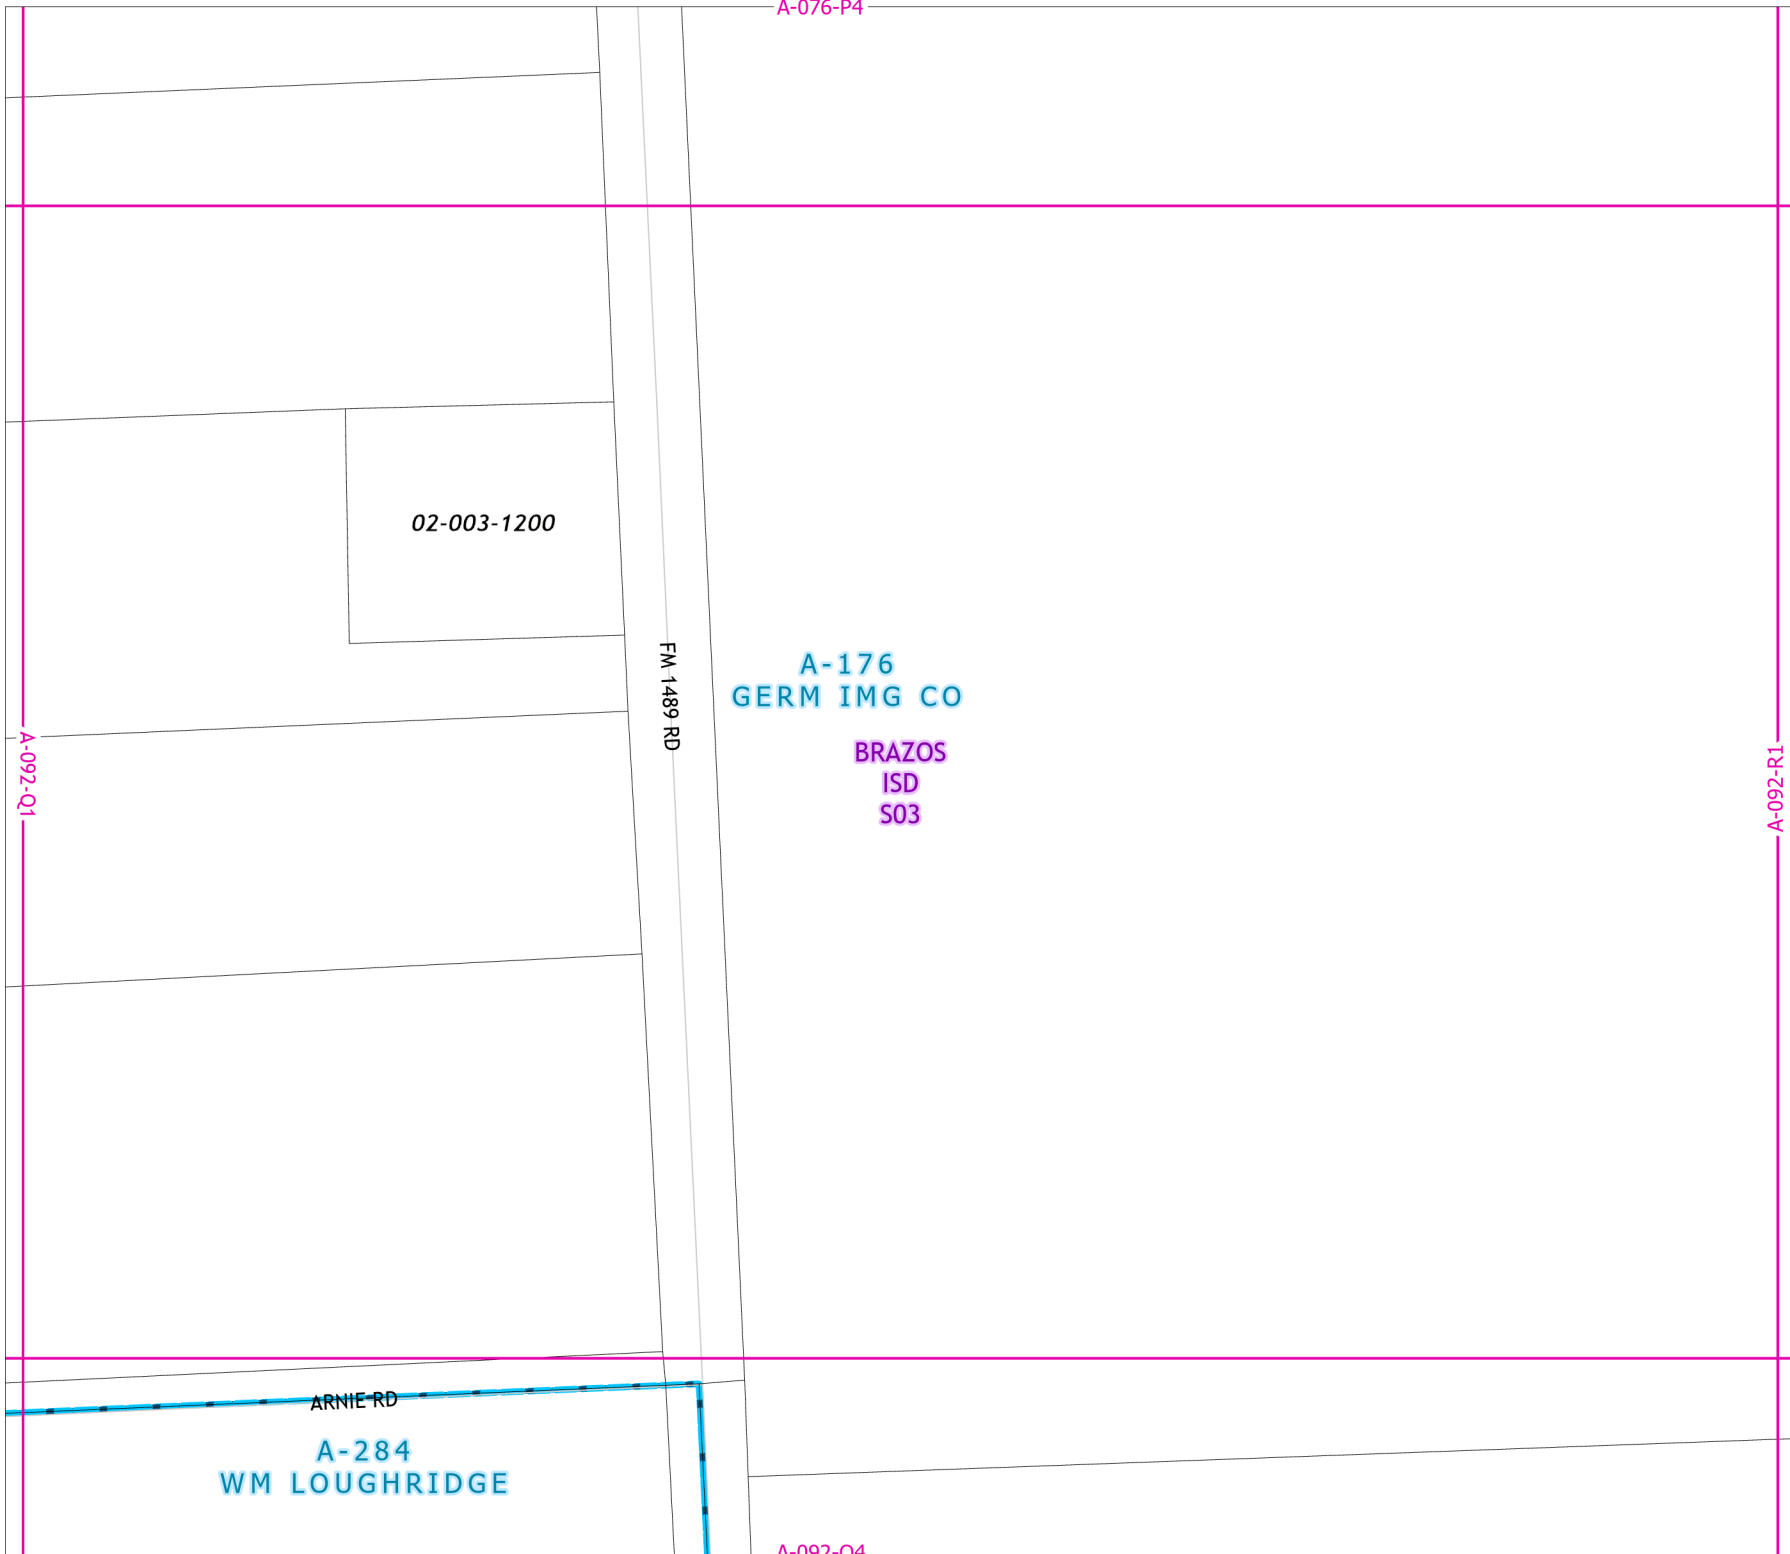 A-076-P4
02-003-1200
FM 1489 RD
A-176
GERM IMG CO
BRAZOS
ISD
S03
A-092-Q1
A-092-R1
ARNIE RD
A-284
WM LOUGHRIDGE
A-092-Q4